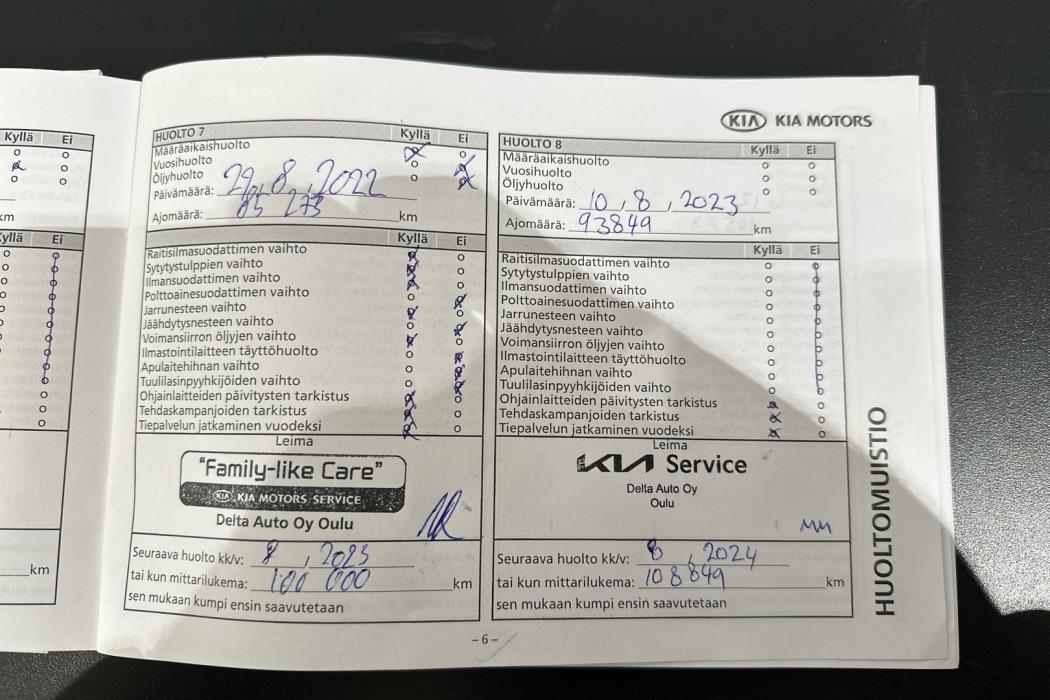 Kyllä Ei
km
Kyllä Ei
km
HUOLTO 7 Kyllä Ei
Määräaikaishuolto
Vuosihuolto
Öljyhuolto
Päivämäärä: 29,8,2022
Ajomäärä: 85 273 km
Kyllä Ei
Raitisilmasuodattimen vaihto
Sytytystulppien vaihto
Ilmansuodattimen vaihto
Polttoainesuodattimen vaihto
Jarrunesteen vaihto
Jäähdytysnesteen vaihto
Voimansiirron öljyjen vaihto
Ilmastointilaitteen täyttöhuolto
Apulaitehihnan vaihto
Tuulilasinpyyhkijöiden vaihto
Ohjainlaitteiden päivitysten tarkistus
Tehdaskampanjoiden tarkistus
Tiepalvelun jatkaminen vuodeksi
Leima
"Family-like Care"
KIA KIA MOTORS SERVICE
Delta Auto Oy Oulu
Seuraava huolto kk/v: 8 , 2023
tai kun mittarilukema: 100 000 km
sen mukaan kumpi ensin saavutetaan
KIA KIA MOTORS
HUOLTO 8 Kyllä Ei
Määräaikaishuolto
Vuosihuolto
Öljyhuolto
Päivämäärä: 10,8,2023
Ajomäärä: 93849 km
Kyllä Ei
Raitisilmasuodattimen vaihto
Sytytystulppien vaihto
Ilmansuodattimen vaihto
Polttoainesuodattimen vaihto
Jarrunesteen vaihto
Jäähdytysnesteen vaihto
Voimansiirron öljyjen vaihto
Ilmastointilaitteen täyttöhuolto
Apulaitehihnan vaihto
Tuulilasinpyyhkijöiden vaihto
Ohjainlaitteiden päivitysten tarkistus
Tehdaskampanjoiden tarkistus
Tiepalvelun jatkaminen vuodeksi
Leima
KIA Service
Delta Auto Oy
Oulu
Seuraava huolto kk/v: 8 , 2024
tai kun mittarilukema: 108849 km
sen mukaan kumpi ensin saavutetaan
HUOLTOMUISTIO
– 6 –